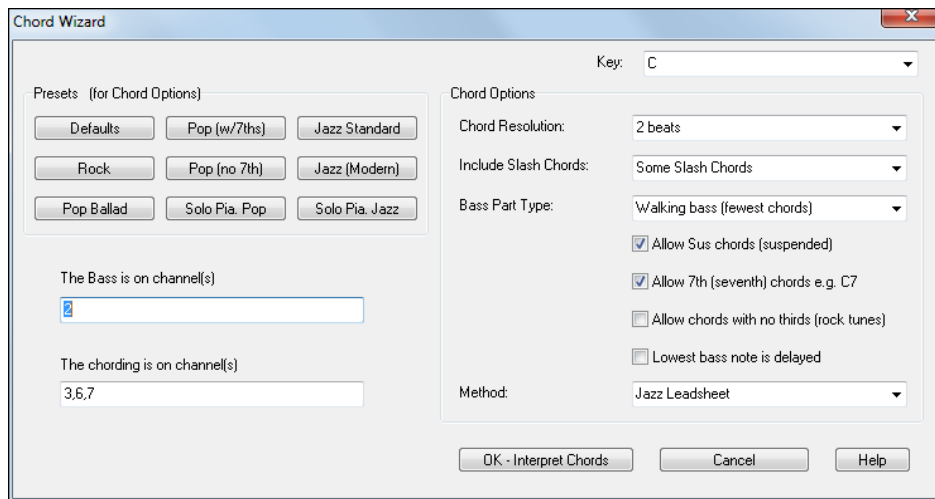 Chord Wizard
Key: C
Presets (for Chord Options)
Defaults Pop (w/7ths) Jazz Standard
Rock Pop (no 7th) Jazz (Modern)
Pop Ballad Solo Pia. Pop Solo Pia. Jazz
The Bass is on channel(s)
2
The chording is on channel(s)
3,6,7
Chord Options
Chord Resolution: 2 beats
Include Slash Chords: Some Slash Chords
Bass Part Type: Walking bass (fewest chords)
Allow Sus chords (suspended)
Allow 7th (seventh) chords e.g. C7
Allow chords with no thirds (rock tunes)
Lowest bass note is delayed
Method: Jazz Leadsheet
OK - Interpret Chords Cancel Help